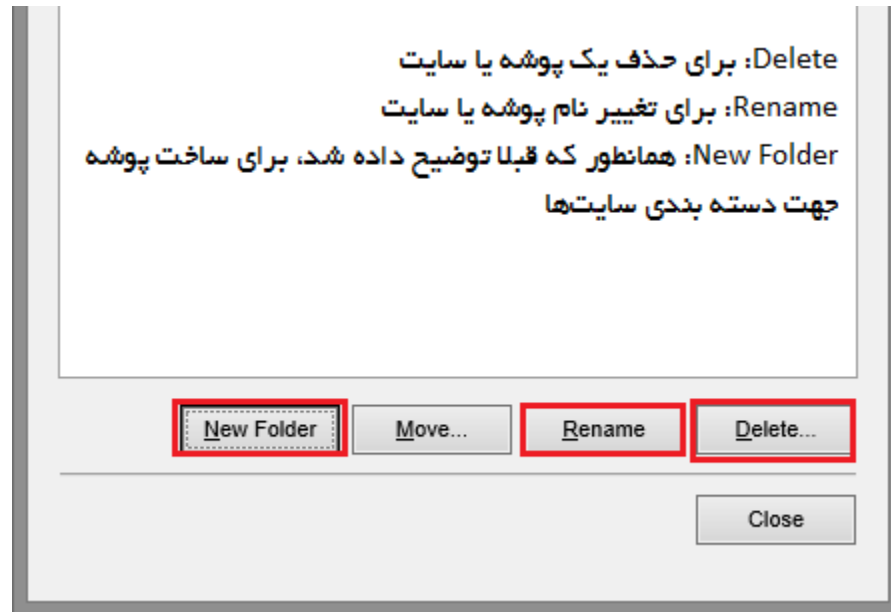 Delete: برای حذف یک پوشه یا سایت
Rename: برای تغییر نام پوشه یا سایت
New Folder: همانطور که قبلا توضیح داده شد، برای ساخت پوشه
جهت دسته بندی سایت‌ها
New Folder Move... Rename Delete...
Close